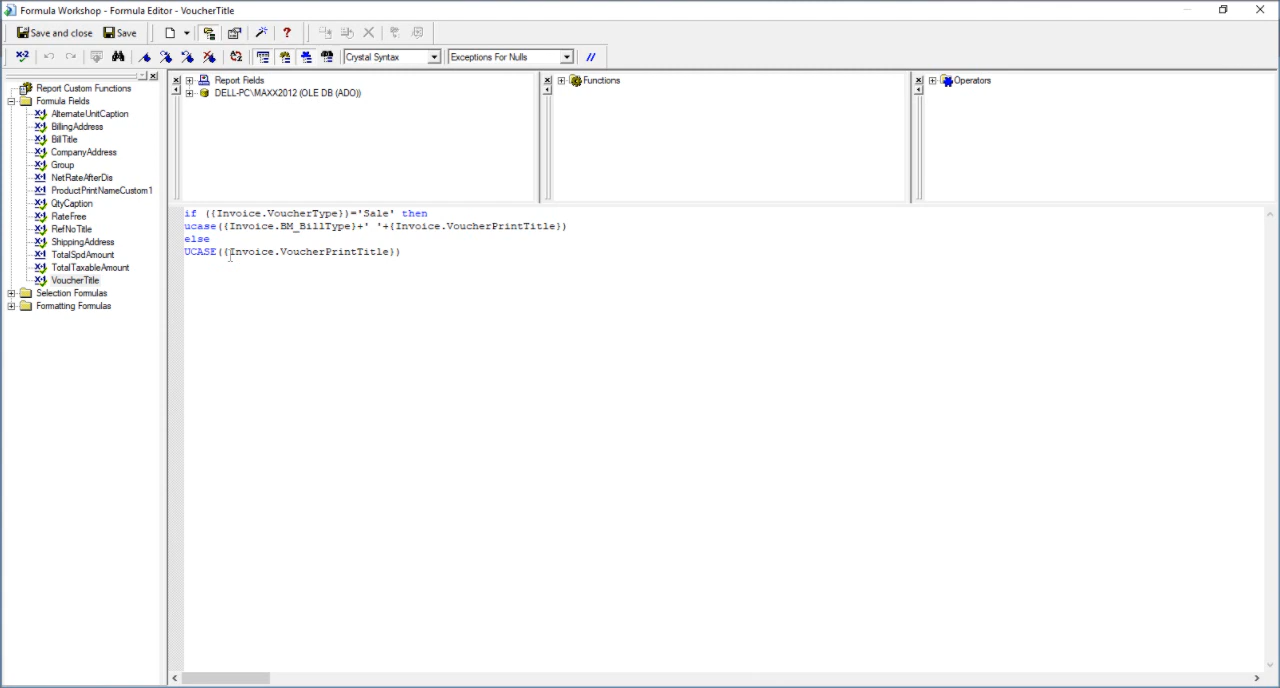 Formula Workshop - Formula Editor - VoucherTitle
Save and close Save
Crystal Syntax Exceptions For Nulls
Report Custom Functions
Formula Fields
AlternateUnitCaption
BillingAddress
BillTitle
CompanyAddress
Group
NetRateAfterDis
ProductPrintNameCustom1
QtyCaption
RateFree
RefNoTitle
ShippingAddress
TotalSpdAmount
TotalTaxableAmount
VoucherTitle
Selection Formulas
Formatting Formulas
Report Fields
DELL-PC\MAXX2012 (OLE DB (ADO))
Functions
Operators
if ({Invoice.VoucherType})='Sale' then
ucase({Invoice.BM_BillType}+' '+{Invoice.VoucherPrintTitle})
else
UCASE({Invoice.VoucherPrintTitle})